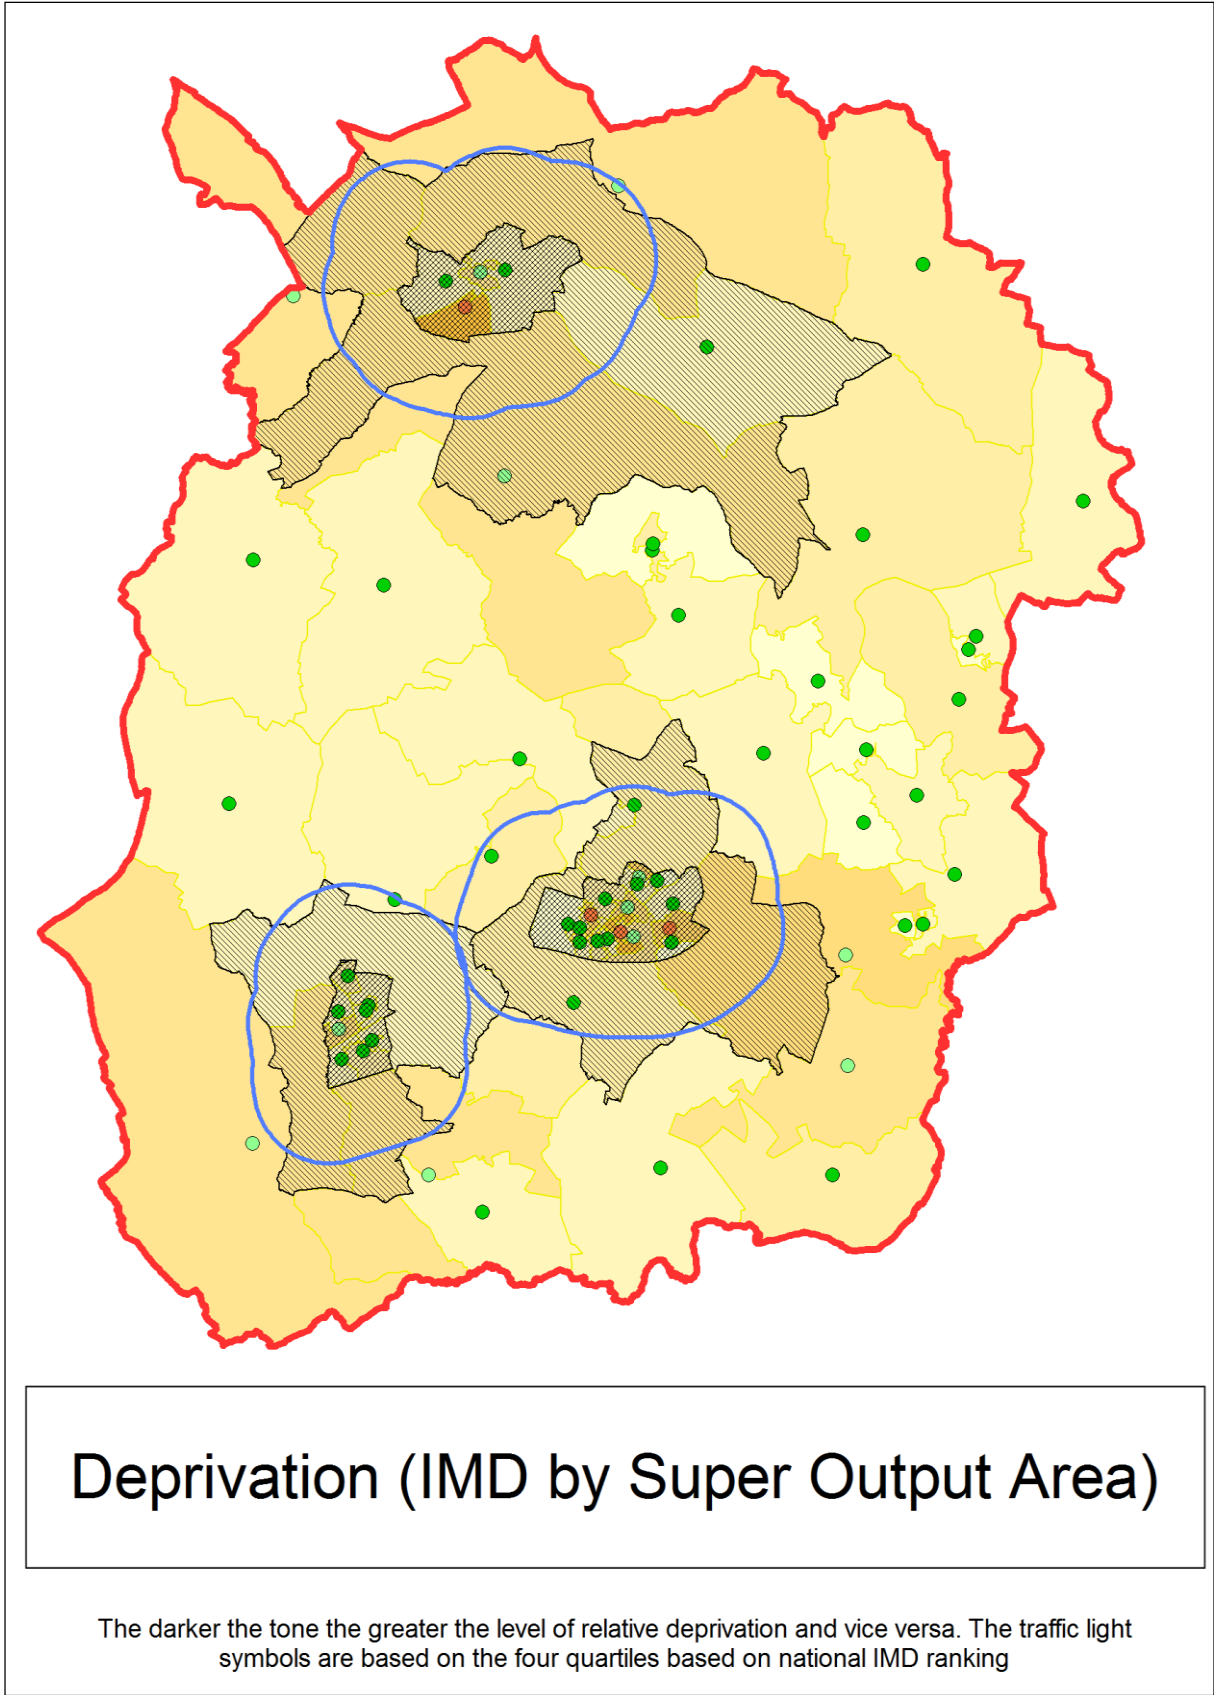 Deprivation (IMD by Super Output Area)
The darker the tone the greater the level of relative deprivation and vice versa. The traffic light
symbols are based on the four quartiles based on national IMD ranking